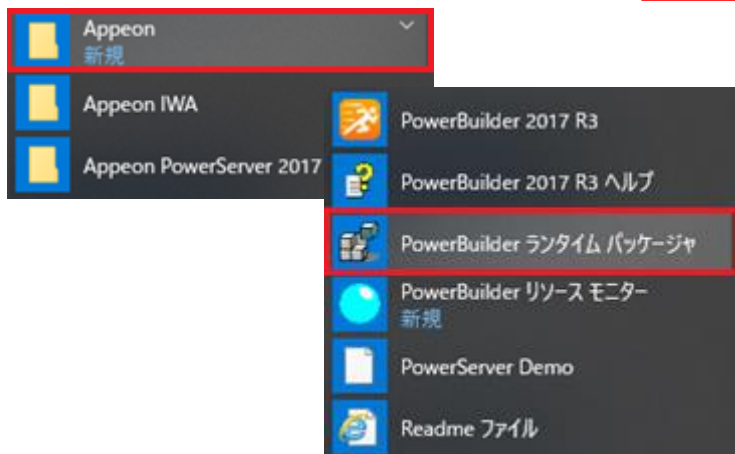 Appeon
新規
Appeon IWA
Appeon PowerServer 2017
PowerBuilder 2017 R3
PowerBuilder 2017 R3 ヘルプ
PowerBuilder ランタイム パッケージャ
PowerBuilder リソース モニター
新規
PowerServer Demo
Readme ファイル